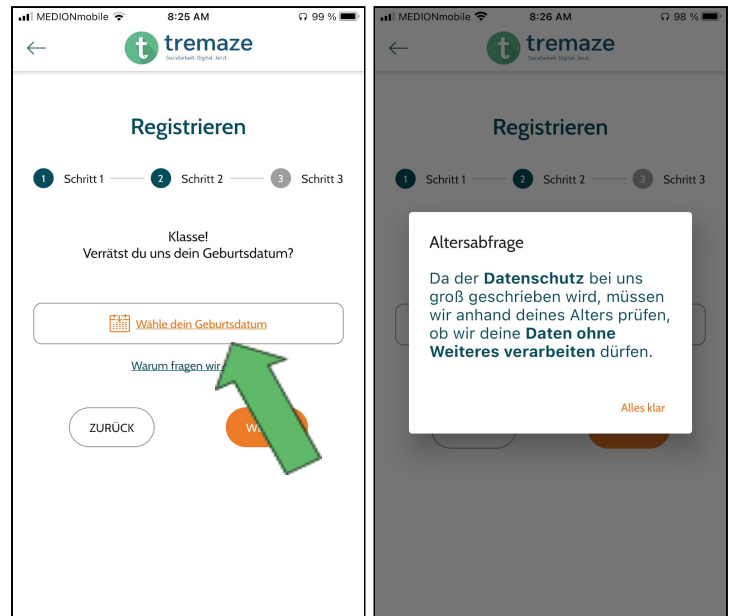 MEDIONmobile 8:25 AM 99 %
tremaze
Sozialarbeit. Digital. Jetzt.
Registrieren
1 Schritt 1 2 Schritt 2 3 Schritt 3
Klasse!
Verrätst du uns dein Geburtsdatum?
Wähle dein Geburtsdatum
Warum fragen wir
ZURÜCK
MEDIONmobile 8:26 AM 98 %
tremaze
Sozialarbeit. Digital. Jetzt.
Registrieren
1 Schritt 1 2 Schritt 2 3 Schritt 3
Altersabfrage
Da der Datenschutz bei uns
groß geschrieben wird, müssen
wir anhand deines Alters prüfen,
ob wir deine Daten ohne
Weiteres verarbeiten dürfen.
Alles klar